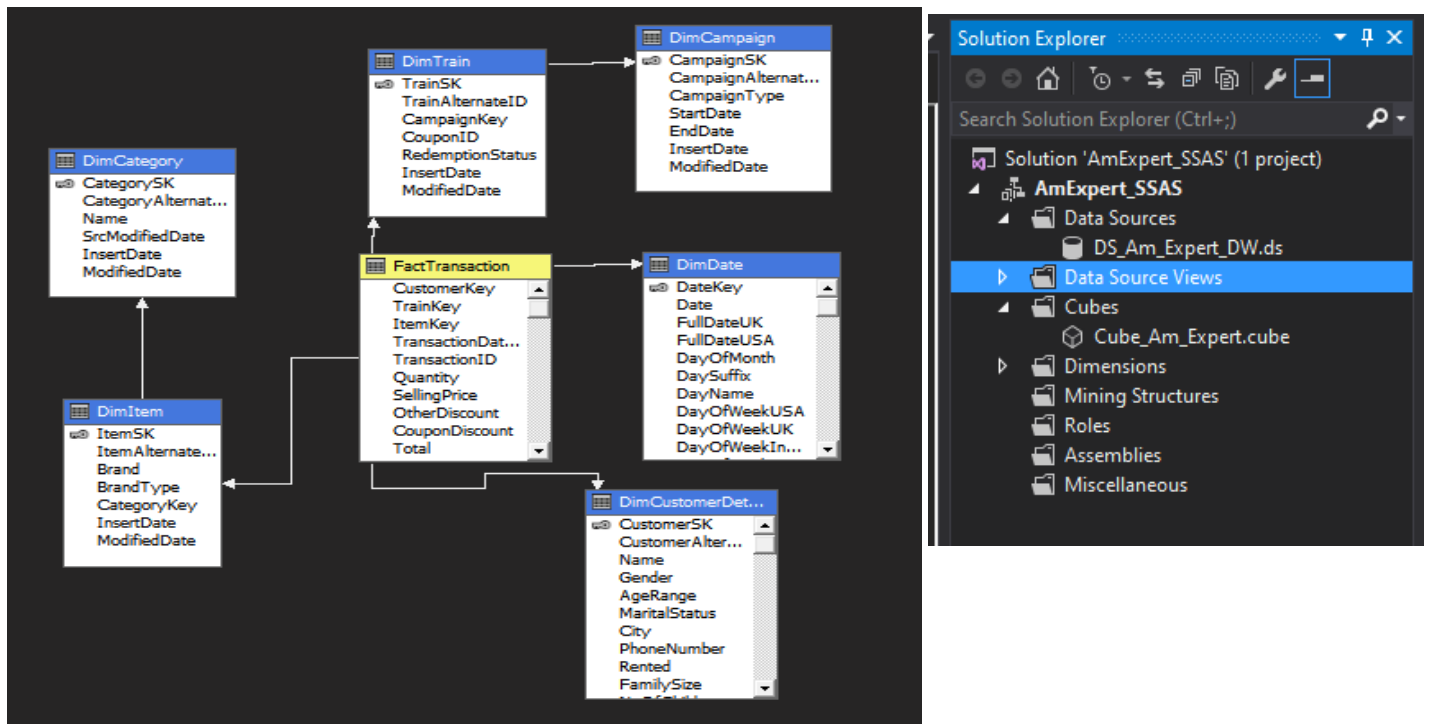 DimCategory
CategorySK
CategoryAlternat...
Name
SrcModifiedDate
InsertDate
ModifiedDate
DimTrain
TrainSK
TrainAlternateID
CampaignKey
CouponID
RedemptionStatus
InsertDate
ModifiedDate
DimCampaign
CampaignSK
CampaignAlternat...
CampaignType
StartDate
EndDate
InsertDate
ModifiedDate
FactTransaction
CustomerKey
TrainKey
ItemKey
TransactionDat...
TransactionID
Quantity
SellingPrice
OtherDiscount
CouponDiscount
Total
DimDate
DateKey
Date
FullDateUK
FullDateUSA
DayOfMonth
DaySuffix
DayName
DayOfWeekUSA
DayOfWeekUK
DayOfWeekIn...
DimItem
ItemSK
ItemAlternate...
Brand
BrandType
CategoryKey
InsertDate
ModifiedDate
DimCustomerDet...
CustomerSK
CustomerAlter...
Name
Gender
AgeRange
MaritalStatus
City
PhoneNumber
Rented
FamilySize
Solution Explorer
Search Solution Explorer (Ctrl+;)
Solution 'AmExpert_SSAS' (1 project)
AmExpert_SSAS
Data Sources
DS_Am_Expert_DW.ds
Data Source Views
Cubes
Cube_Am_Expert.cube
Dimensions
Mining Structures
Roles
Assemblies
Miscellaneous